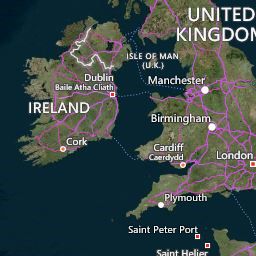 UNITED
KINGDOM
ISLE OF MAN
(U.K.)
Dublin
Baile Átha Cliath
Manchester
IRELAND
Birmingham
Cork
Cardiff
Caerdydd
London
Plymouth
Saint Peter Port
Saint Helier